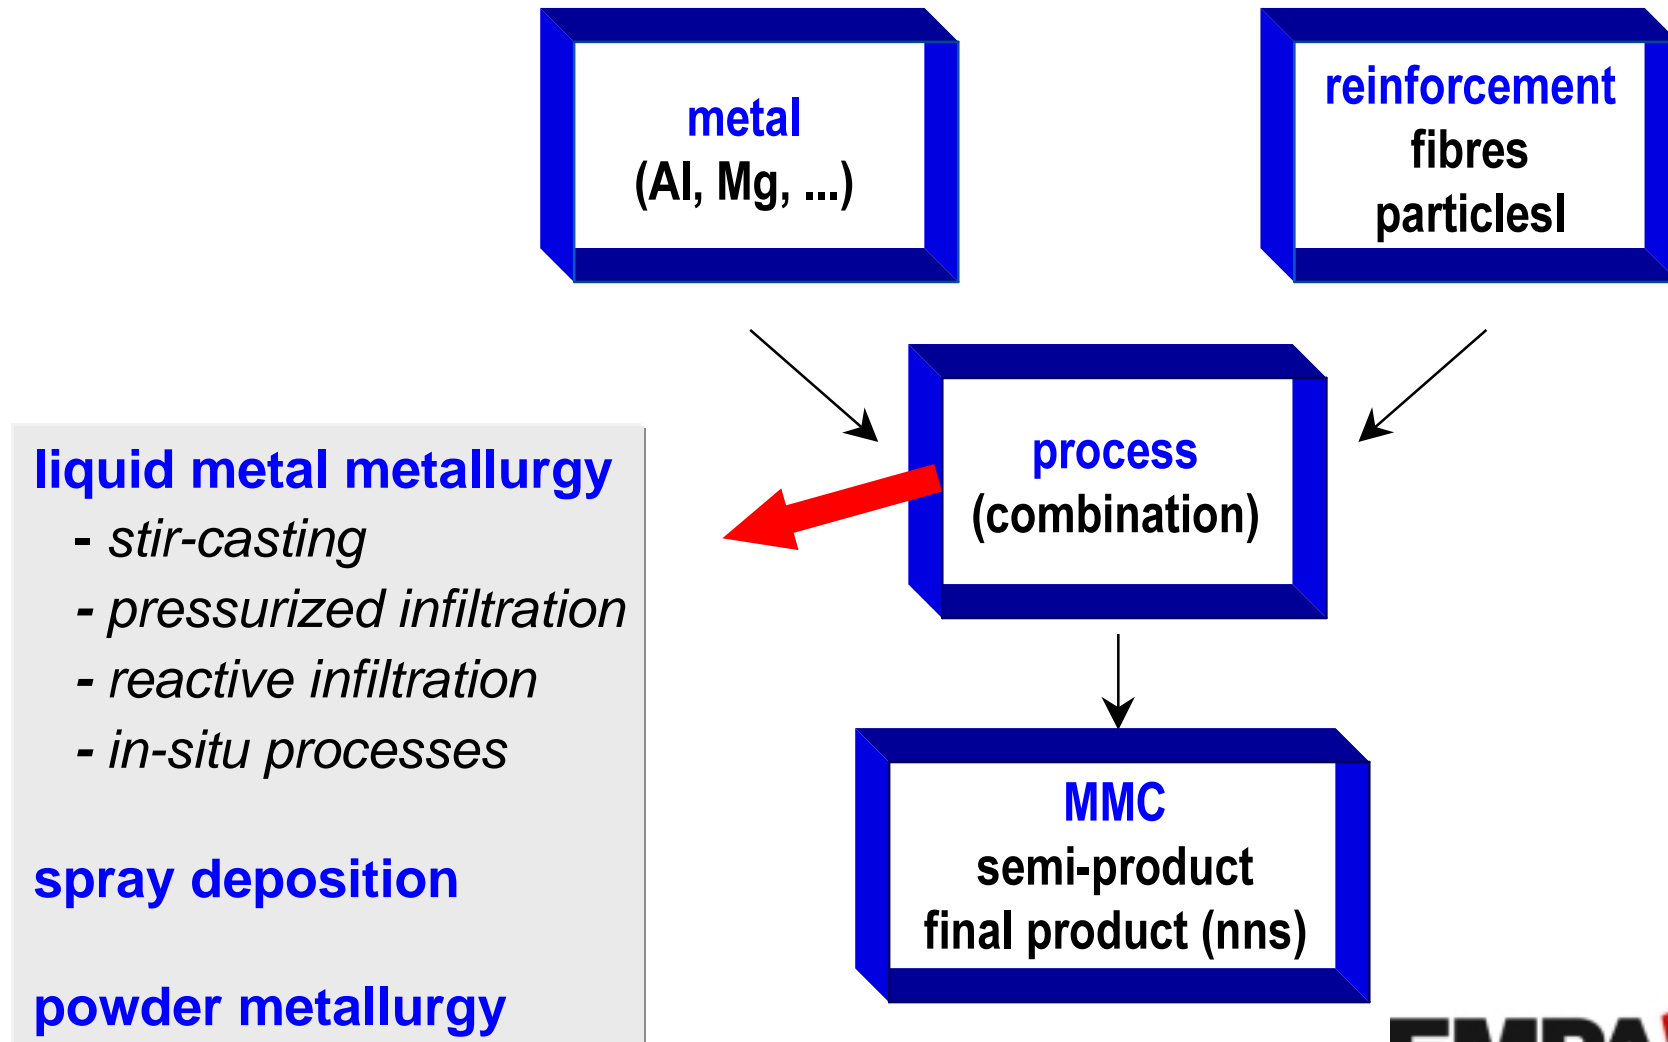 metal
(Al, Mg, ...)
reinforcement
fibres
particlesl
process
(combination)
liquid metal metallurgy
- stir-casting
- pressurized infiltration
- reactive infiltration
- in-situ processes
spray deposition
powder metallurgy
MMC
semi-product
final product (nns)
EMPA